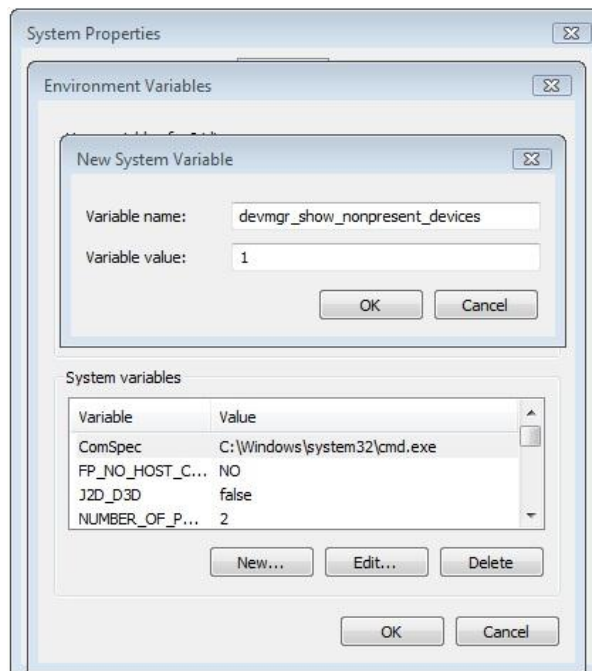 System Properties
Environment Variables
New System Variable
Variable name: devmgr_show_nonpresent_devices
Variable value: 1
OK Cancel
System variables
Variable Value
ComSpec C:\Windows\system32\cmd.exe
FP_NO_HOST_C... NO
J2D_D3D false
NUMBER_OF_P... 2
New... Edit... Delete
OK Cancel